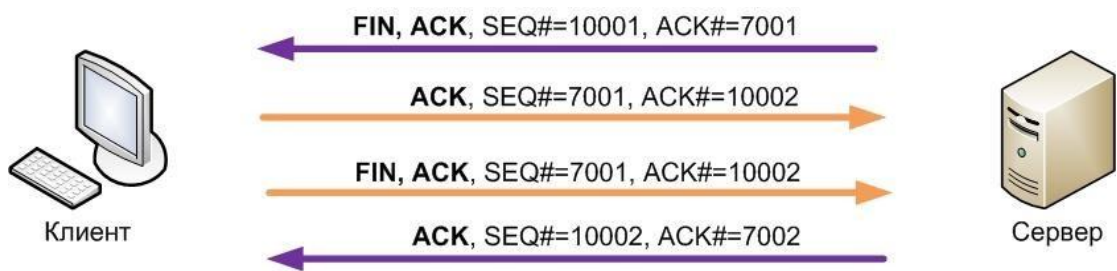 FIN, ACK, SEQ#=10001, ACK#=7001
ACK, SEQ#=7001, ACK#=10002
FIN, ACK, SEQ#=7001, ACK#=10002
ACK, SEQ#=10002, ACK#=7002
Клиент
Сервер